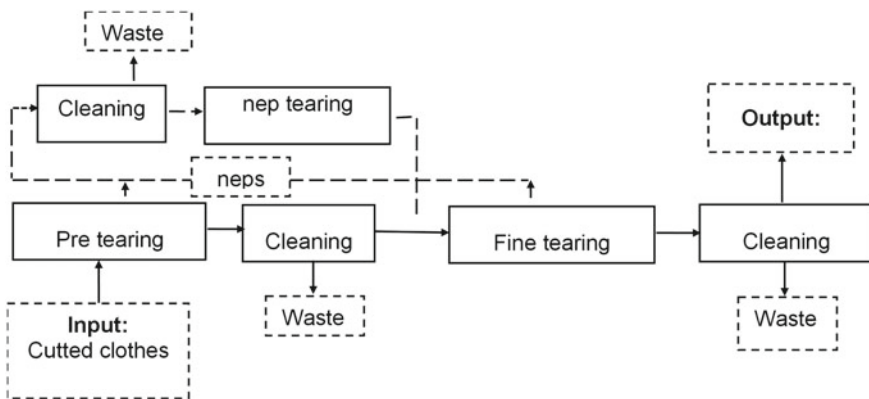 Waste
Cleaning
nep tearing
Output:
neps
Pre tearing
Cleaning
Fine tearing
Cleaning
Input:
Cutted clothes
Waste
Waste